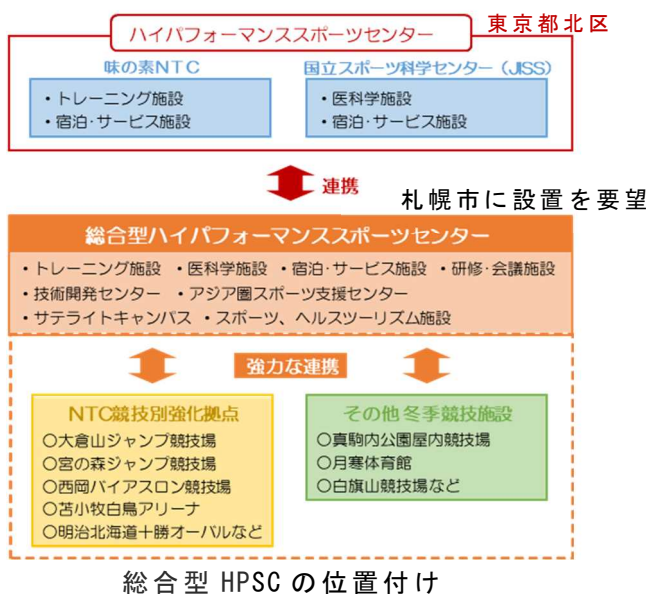 東京都北区
ハイパフォーマンススポーツセンター
味の素NTC
・トレーニング施設
・宿泊・サービス施設
国立スポーツ科学センター（JISS）
・医科学施設
・宿泊・サービス施設
連携
札幌市に設置を要望
総合型ハイパフォーマンススポーツセンター
・トレーニング施設 ・医科学施設 ・宿泊・サービス施設 ・研修・会議施設
・技術開発センター ・アジア圏スポーツ支援センター
・サテライトキャンパス ・スポーツ、ヘルスツーリズム施設
強力な連携
NTC競技別強化拠点
○大倉山ジャンプ競技場
○宮の森ジャンプ競技場
○西岡バイアスロン競技場
○苫小牧白鳥アリーナ
○明治北海道十勝オーバルなど
その他冬季競技施設
○真駒内公園屋内競技場
○月寒体育館
○白旗山競技場など
総合型 HPSC の位置付け